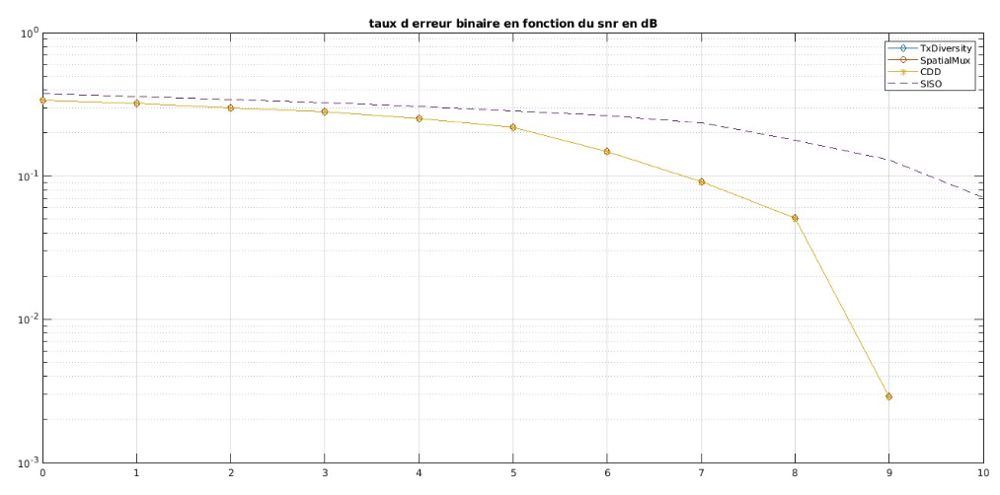 taux d erreur binaire en fonction du snr en dB
10^0
TxDiversity
SpatialMux
CDD
SISO
10^-1
10^-2
10^-3
0 1 2 3 4 5 6 7 8 9 10